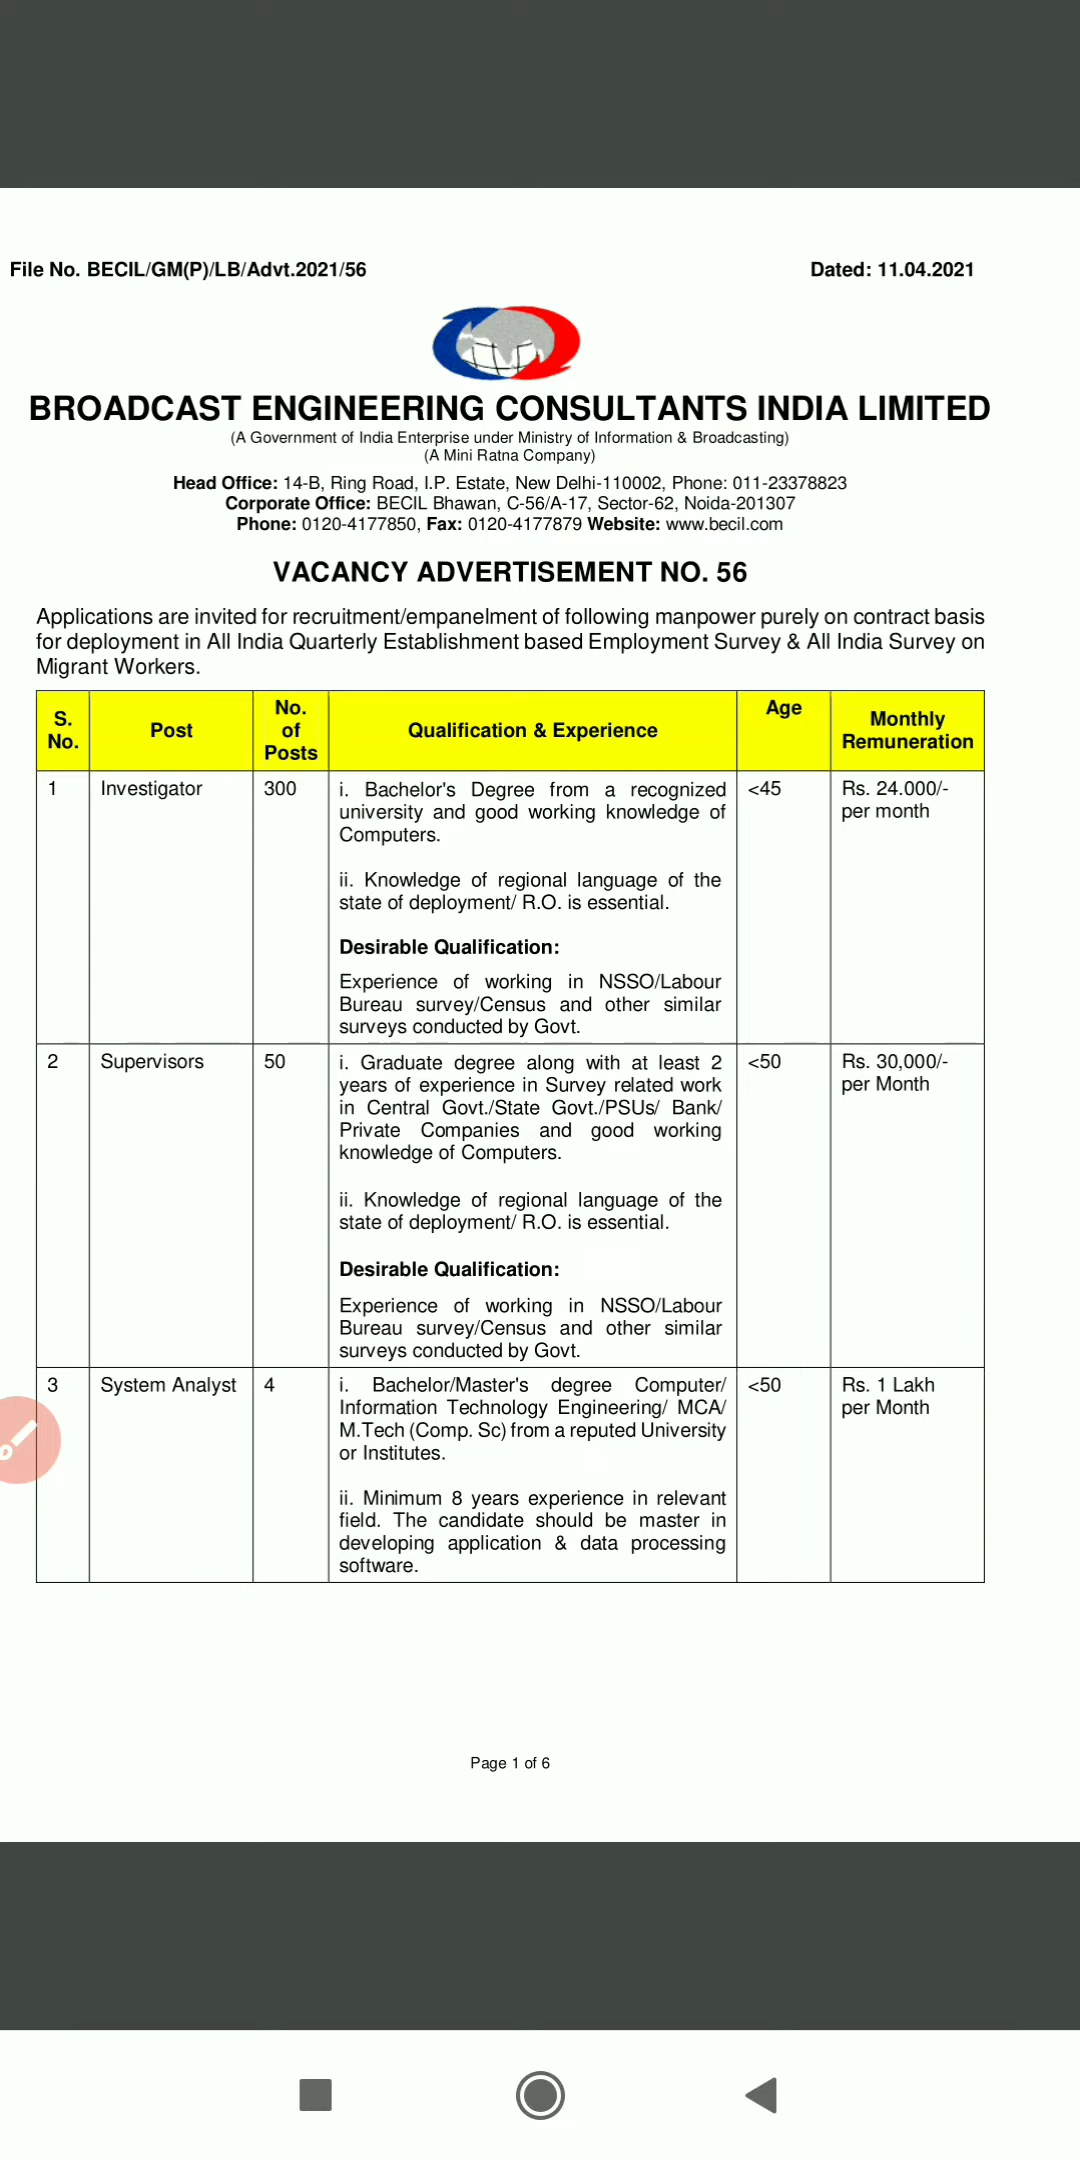 File No. BECIL/GM(P)/LB/Advt.2021/56 Dated: 11.04.2021
BROADCAST ENGINEERING CONSULTANTS INDIA LIMITED
(A Government of India Enterprise under Ministry of Information & Broadcasting)
(A Mini Ratna Company)
Head Office: 14-B, Ring Road, I.P. Estate, New Delhi-110002, Phone: 011-23378823
Corporate Office: BECIL Bhawan, C-56/A-17, Sector-62, Noida-201307
Phone: 0120-4177850, Fax: 0120-4177879 Website: www.becil.com
VACANCY ADVERTISEMENT NO. 56
Applications are invited for recruitment/empanelment of following manpower purely on contract basis
for deployment in All India Quarterly Establishment based Employment Survey & All India Survey on
Migrant Workers.
S. No. Post No. of Posts Qualification & Experience Age Monthly Remuneration
1 Investigator 300 i. Bachelor's Degree from a recognized <45 Rs. 24.000/-
university and good working knowledge of per month
Computers.
ii. Knowledge of regional language of the
state of deployment/ R.O. is essential.
Desirable Qualification:
Experience of working in NSSO/Labour
Bureau survey/Census and other similar
surveys conducted by Govt.
2 Supervisors 50 i. Graduate degree along with at least 2 <50 Rs. 30,000/-
years of experience in Survey related work per Month
in Central Govt./State Govt./PSUs/ Bank/
Private Companies and good working
knowledge of Computers.
ii. Knowledge of regional language of the
state of deployment/ R.O. is essential.
Desirable Qualification:
Experience of working in NSSO/Labour
Bureau survey/Census and other similar
surveys conducted by Govt.
3 System Analyst 4 i. Bachelor/Master's degree Computer/ <50 Rs. 1 Lakh
Information Technology Engineering/ MCA/ per Month
M.Tech (Comp. Sc) from a reputed University
or Institutes.
ii. Minimum 8 years experience in relevant
field. The candidate should be master in
developing application & data processing
software.
Page 1 of 6